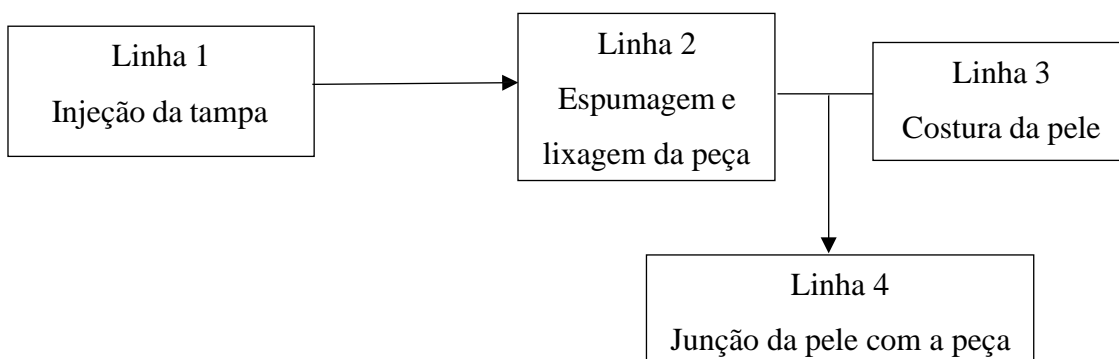 Linha 1
Injeção da tampa
Linha 2
Espumagem e
lixagem da peça
Linha 3
Costura da pele
Linha 4
Junção da pele com a peça